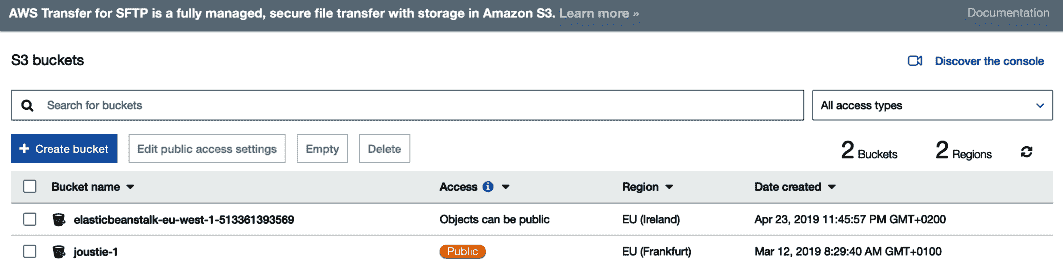 AWS Transfer for SFTP is a fully managed, secure file transfer with storage in Amazon S3. Learn more » Documentation
S3 buckets Discover the console
Search for buckets All access types
+ Create bucket Edit public access settings Empty Delete 2 Buckets 2 Regions
Bucket name Access Region Date created
elasticbeanstalk-eu-west-1-513361393569 Objects can be public EU (Ireland) Apr 23, 2019 11:45:57 PM GMT+0200
joustie-1 Public EU (Frankfurt) Mar 12, 2019 8:29:40 AM GMT+0100